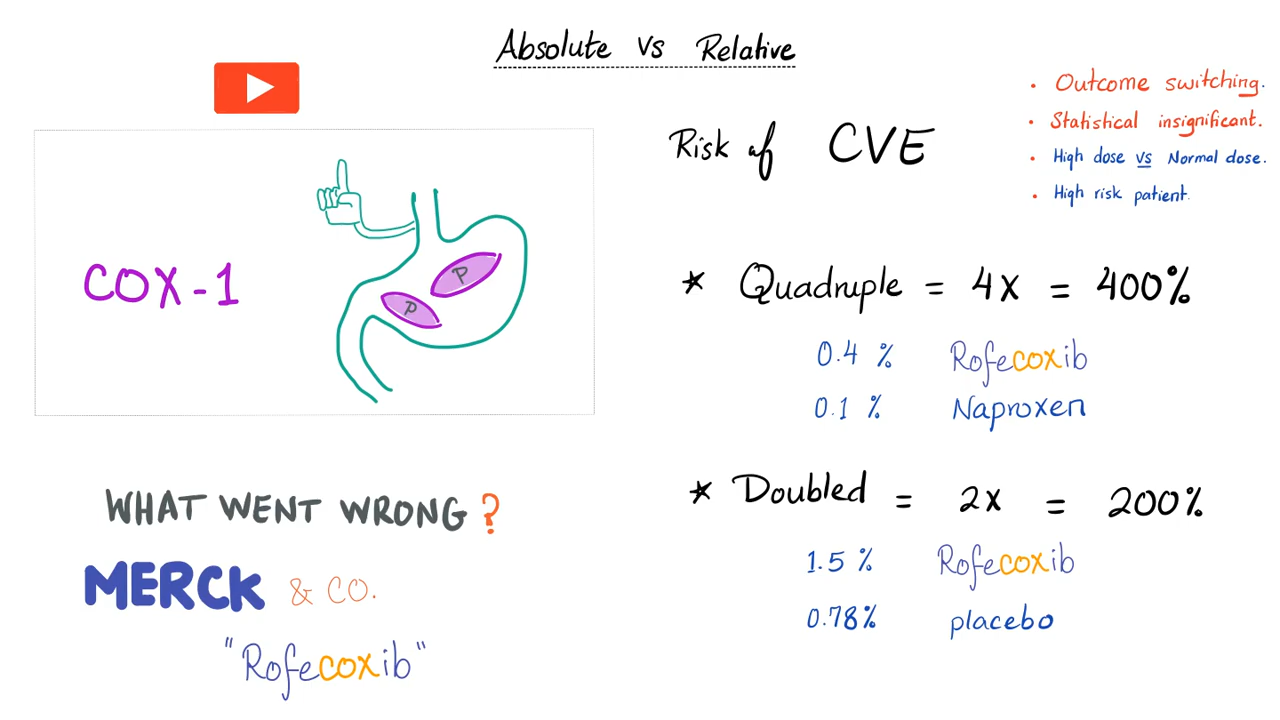 Absolute vs Relative
COX-1
P
P
WHAT WENT WRONG?
MERCK & CO.
"Rofecoxib"
Risk of CVE
• Outcome switching.
• Statistical insignificant.
• High dose vs Normal dose.
• High risk patient.
* Quadruple = 4x = 400%
0.4 % Rofecoxib
0.1 % Naproxen
* Doubled = 2x = 200%
1.5 % Rofecoxib
0.78% placebo